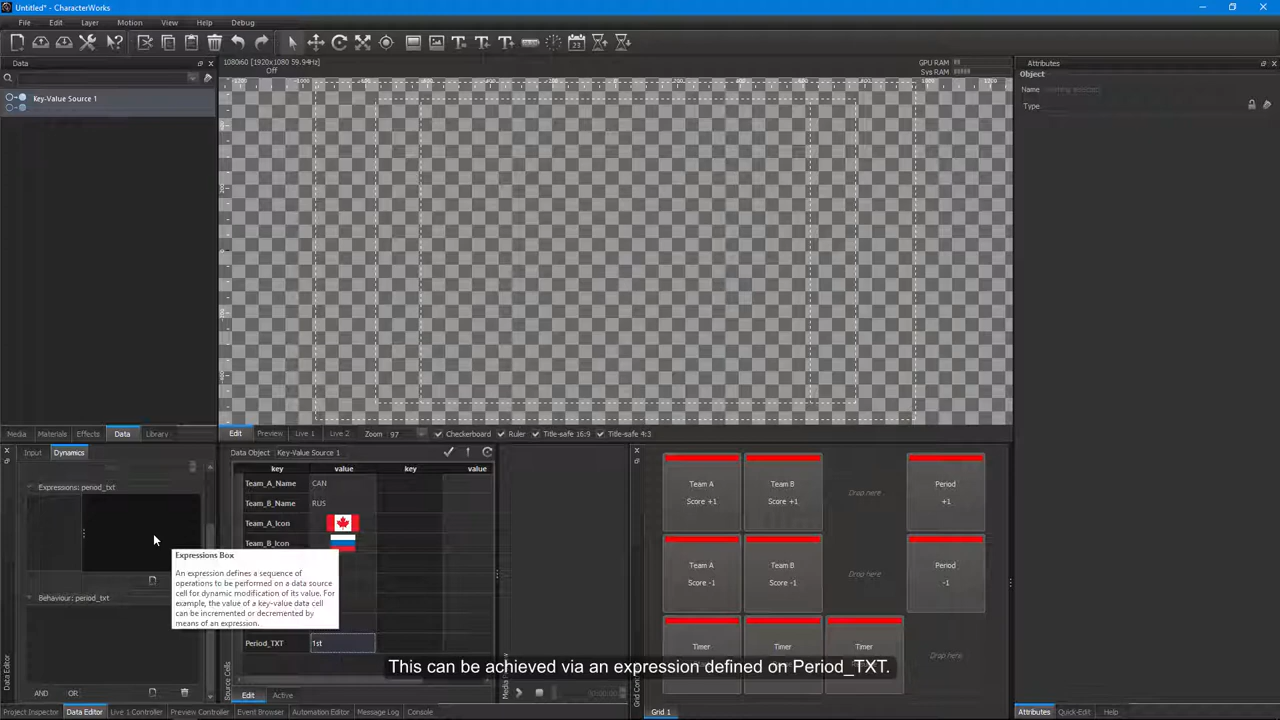 Untitled* - CharacterWorks
File Edit Layer Motion View Help Debug
Data
1080i60 [1920x1080 59.94Hz]
Off
GPU RAM
Sys RAM
Attributes
Object
Name
Type
Key-Value Source 1
Media Materials Effects Data Library
Edit Preview Live 1 Live 2 Zoom 97 Checkerboard Ruler Title-safe 16:9 Title-safe 4:3
Input Dynamics
Data Object Key-Value Source 1
key value key value
Team_A_Name CAN
Team_B_Name RUS
Team_A_Icon
Team_B_Icon
Period_TXT 1st
Expressions: period_txt
Expressions Box
An expression defines a sequence of
operations to be performed on a data source
cell for dynamic modification of its value. For
example, the value of a key-value data cell
can be incremented or decremented by
means of an expression.
Behaviour: period_txt
AND OR
Data Editor
Source Cells
Edit Active
Team A
Score +1
Team B
Score +1
Drop here
Period
+1
Team A
Score -1
Team B
Score -1
Drop here
Period
-1
Timer
Timer
Timer
Drop here
This can be achieved via an expression defined on Period_TXT.
Project Inspector Data Editor Live 1 Controller Preview Controller Event Browser Automation Editor Message Log Console
Grid 1
Attributes Quick-Edit Help